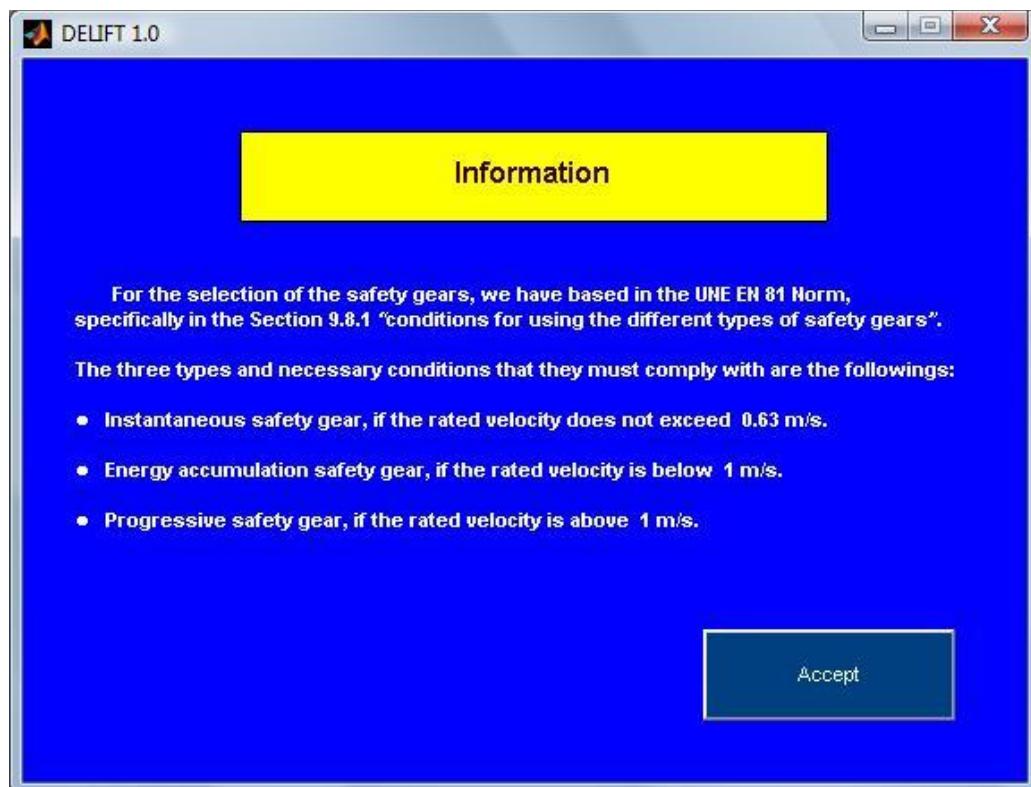 DELIFT 1.0
Information
For the selection of the safety gears, we have based in the UNE EN 81 Norm,
specifically in the Section 9.8.1 "conditions for using the different types of safety gears".
The three types and necessary conditions that they must comply with are the followings:
● Instantaneous safety gear, if the rated velocity does not exceed 0.63 m/s.
● Energy accumulation safety gear, if the rated velocity is below 1 m/s.
● Progressive safety gear, if the rated velocity is above 1 m/s.
Accept